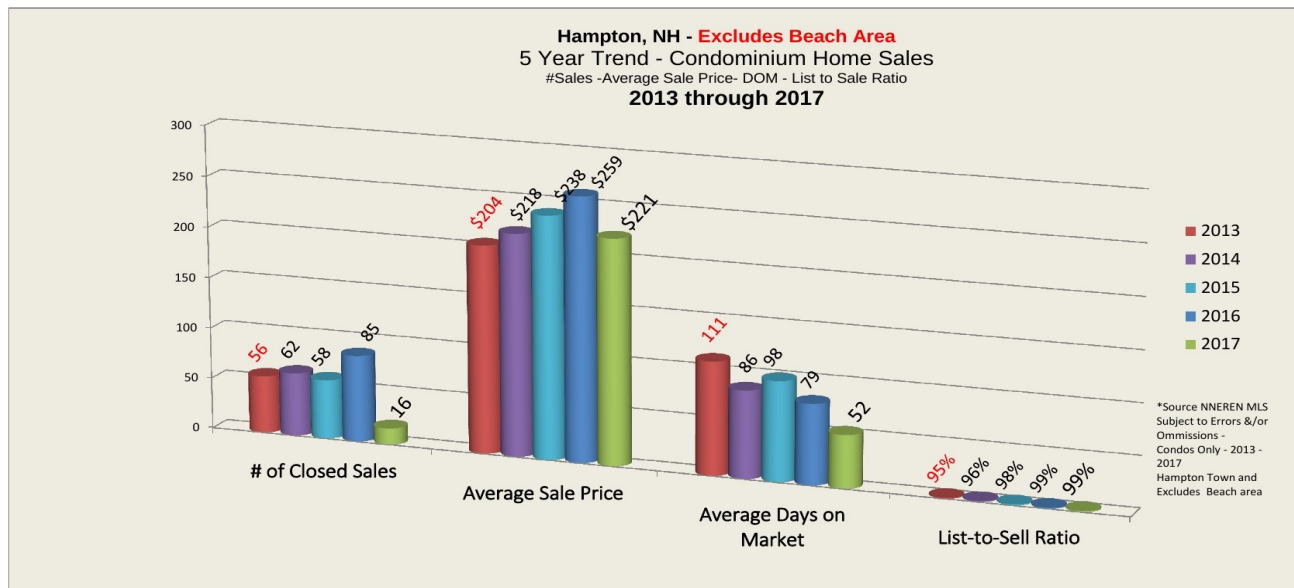 Hampton, NH - Excludes Beach Area
5 Year Trend - Condominium Home Sales
#Sales -Average Sale Price- DOM - List to Sale Ratio
2013 through 2017
300
250
200
150
100
50
0
56
62
58
85
16
$204
$218
$238
$259
$221
111
86
98
79
52
95%
96%
98%
99%
99%
# of Closed Sales
Average Sale Price
Average Days on
Market
List-to-Sell Ratio
2013
2014
2015
2016
2017
*Source NNEREN MLS
Subject to Errors &/or
Ommissions -
Condos Only - 2013 -
2017
Hampton Town and
Excludes Beach area